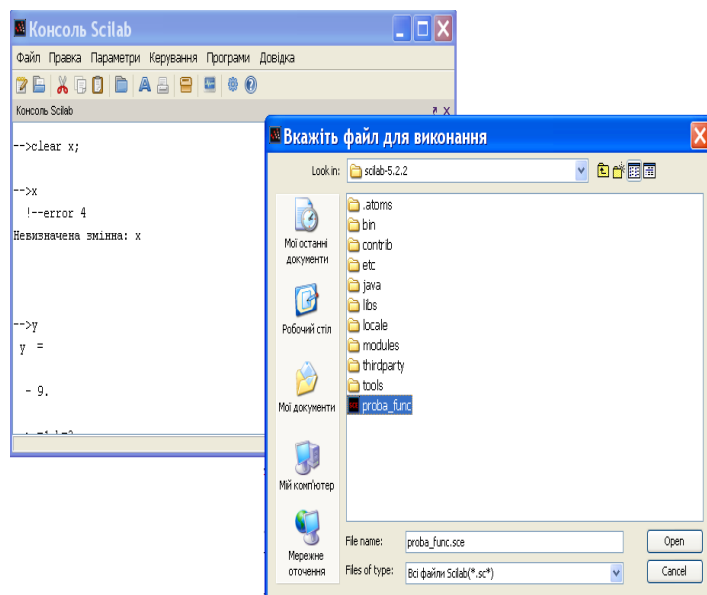 Консоль Scilab
Файл Правка Параметри Керування Програми Довідка
Консоль Scilab
-->clear x;
-->x
!--error 4
Невизначена змінна: x
-->y
y =
- 9.
Вкажіть файл для виконання
Look in: scilab-5.2.2
.atoms
bin
contrib
etc
java
libs
locale
modules
thirdparty
tools
proba_func
Мої останні
документи
Робочий стіл
Мої документи
Мій комп'ютер
Мережне
оточення
File name: proba_func.sce Open
Files of type: Всі файли Scilab(*.sc*) Cancel